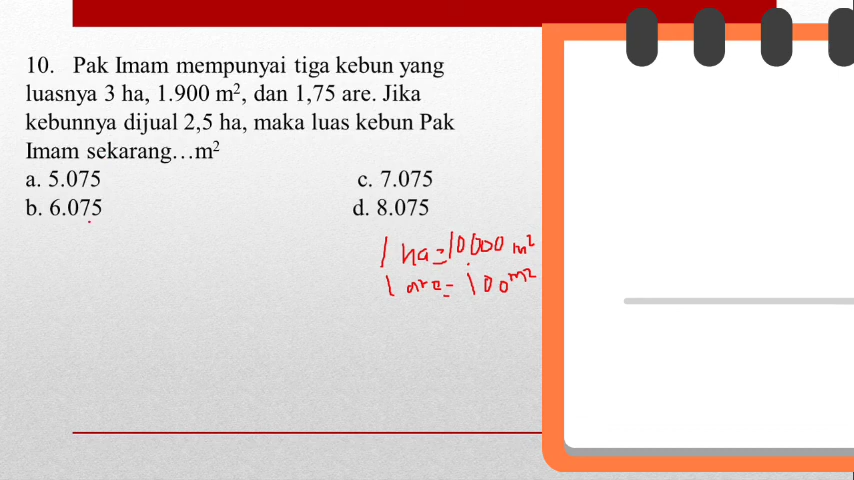 10. Pak Imam mempunyai tiga kebun yang
luasnya 3 ha, 1.900 m², dan 1,75 are. Jika
kebunnya dijual 2,5 ha, maka luas kebun Pak
Imam sekarang…m²
a. 5.075 c. 7.075
b. 6.075 d. 8.075
1 ha = 10000 m²
1 are = 100 m²